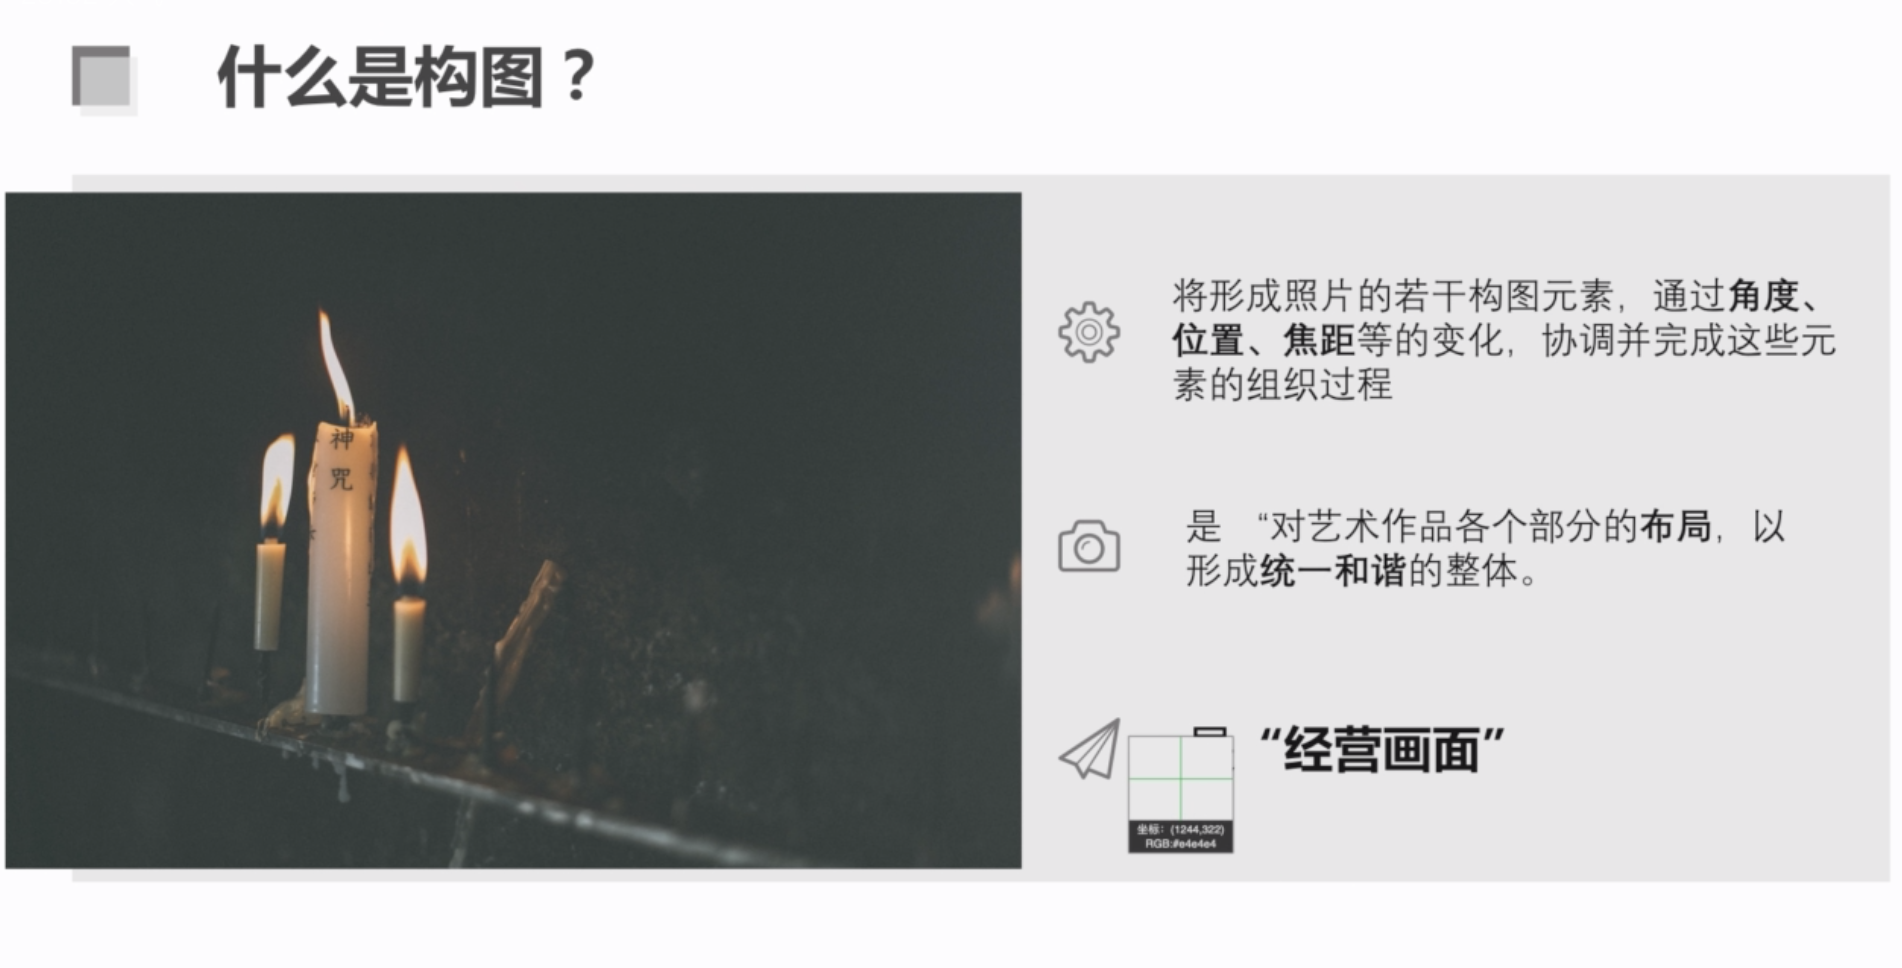 什么是构图？
将形成照片的若干构图元素，通过角度、
位置、焦距等的变化，协调并完成这些元
素的组织过程
是 “对艺术作品各个部分的布局，以
形成统一和谐的整体。
“经营画面”
神
咒
坐标：(1244,322)
RGB:#e4e4e4